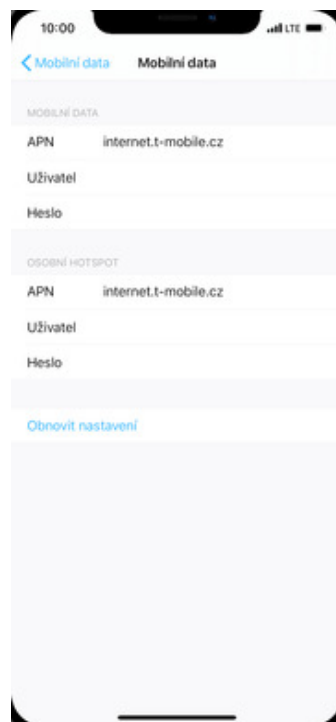 10:00 LTE
Mobilní data Mobilní data
MOBILNÍ DATA
APN internet.t-mobile.cz
Uživatel
Heslo
OSOBNÍ HOTSPOT
APN internet.t-mobile.cz
Uživatel
Heslo
Obnovit nastavení